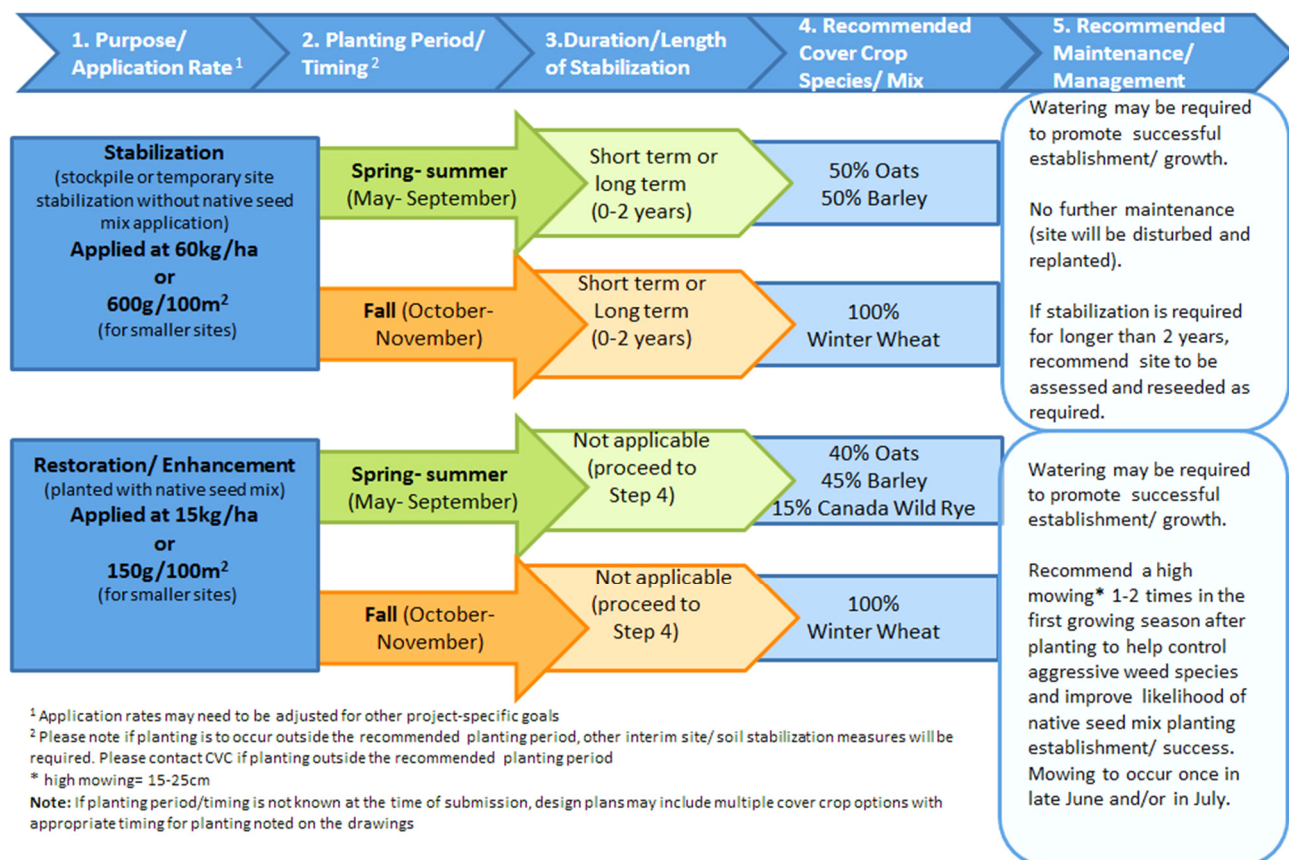 1. Purpose/
Application Rate¹
2. Planting Period/
Timing²
3.Duration/Length
of Stabilization
4. Recommended
Cover Crop
Species/ Mix
5. Recommended
Maintenance/
Management
Stabilization
(stockpile or temporary site
stabilization without native seed
mix application)
Applied at 60kg/ha
or
600g/100m²
(for smaller sites)
Spring- summer
(May- September)
Short term or
long term
(0-2 years)
50% Oats
50% Barley
Fall (October-
November)
Short term or
Long term
(0-2 years)
100%
Winter Wheat
Watering may be required
to promote successful
establishment/ growth.
No further maintenance
(site will be disturbed and
replanted).
If stabilization is required
for longer than 2 years,
recommend site to be
assessed and reseeded as
required.
Restoration/ Enhancement
(planted with native seed mix)
Applied at 15kg/ha
or
150g/100m²
(for smaller sites)
Spring- summer
(May- September)
Not applicable
(proceed to
Step 4)
40% Oats
45% Barley
15% Canada Wild Rye
Fall (October-
November)
Not applicable
(proceed to
Step 4)
100%
Winter Wheat
Watering may be required
to promote successful
establishment/ growth.
Recommend a high
mowing* 1-2 times in the
first growing season after
planting to help control
aggressive weed species
and improve likelihood of
native seed mix planting
establishment/ success.
Mowing to occur once in
late June and/or in July.
¹ Application rates may need to be adjusted for other project-specific goals
² Please note if planting is to occur outside the recommended planting period, other interim site/ soil stabilization measures will be
required. Please contact CVC if planting outside the recommended planting period
* high mowing= 15-25cm
Note: If planting period/timing is not known at the time of submission, design plans may include multiple cover crop options with
appropriate timing for planting noted on the drawings